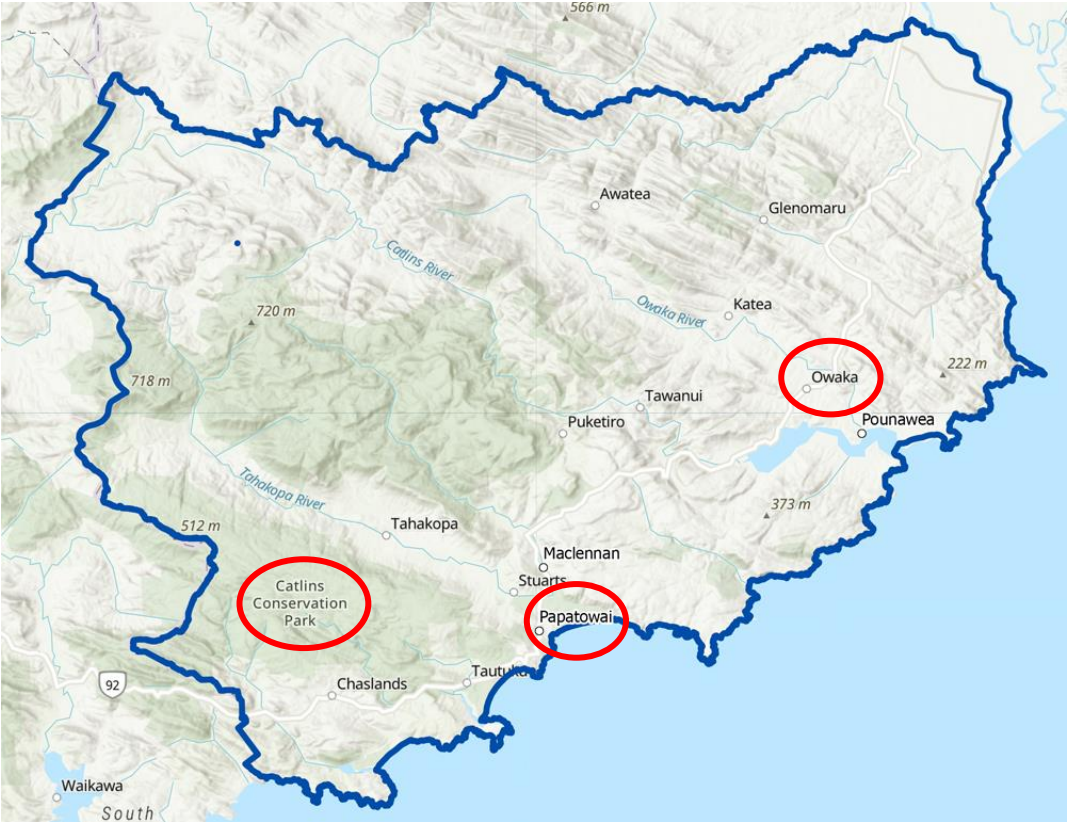 566 m
Awatea
Glenomaru
Catlins River
Owaka River
Katea
720 m
222 m
718 m
Owaka
Tawanui
Puketiro
Pounawea
Tahakopa River
373 m
512 m
Tahakopa
Maclennan
Stuarts
Catlins
Conservation
Park
Papatowai
Tautuku
Chaslands
92
Waikawa
South